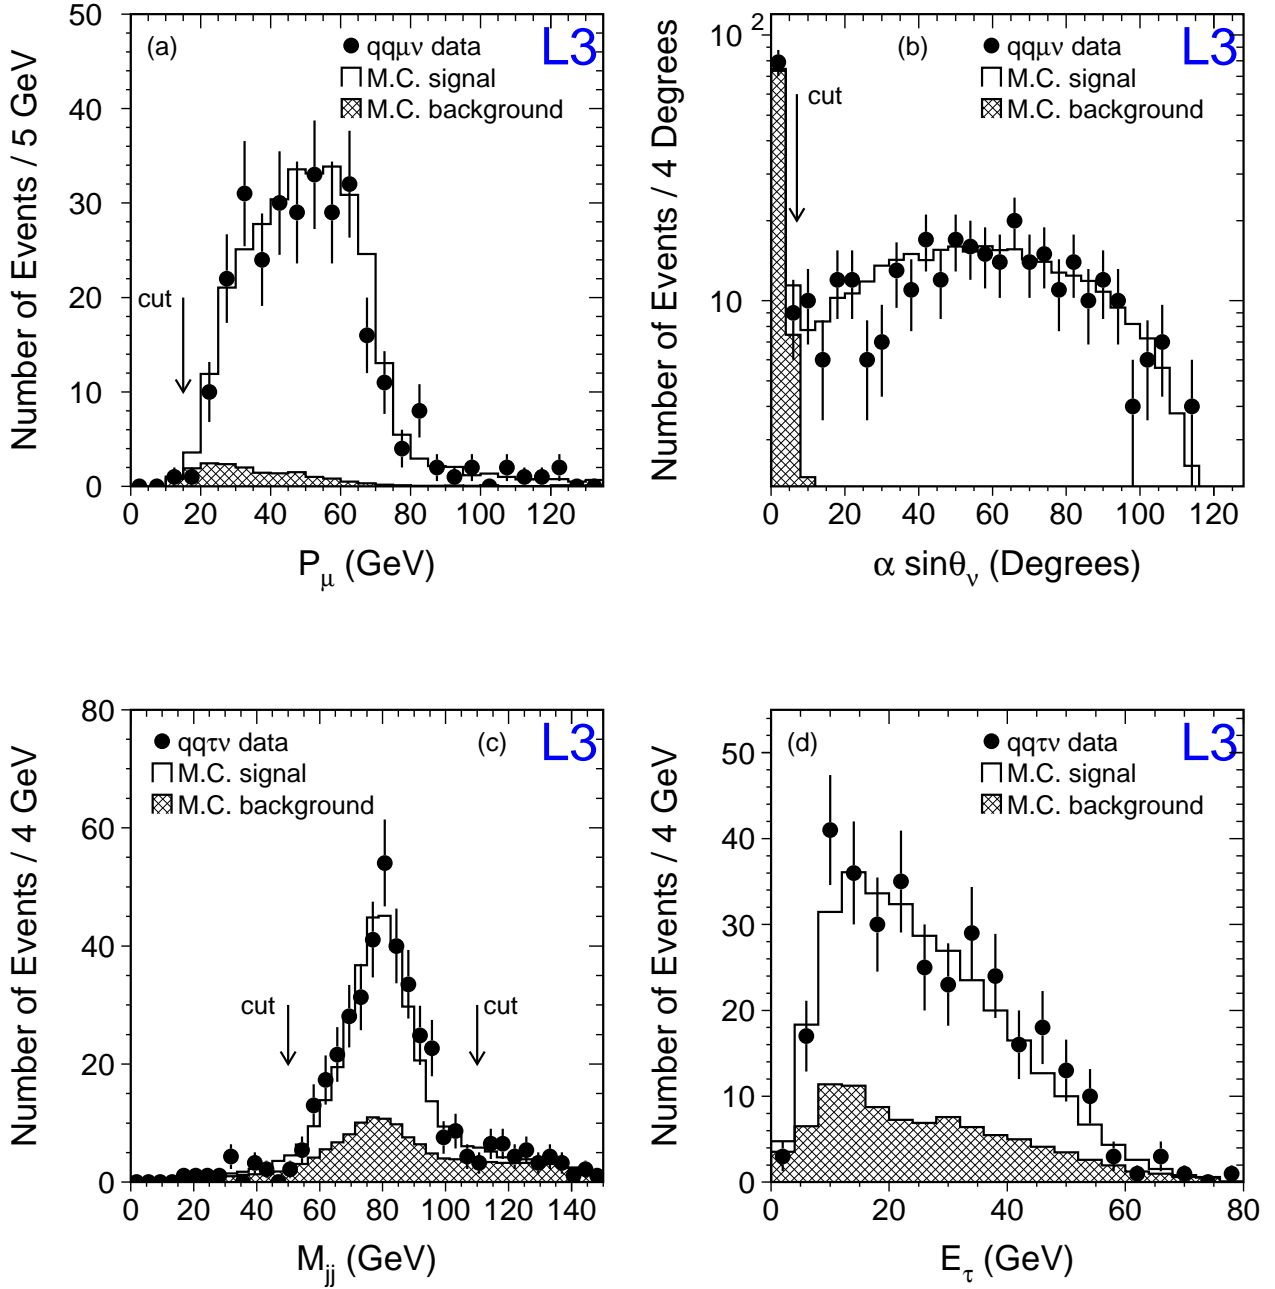 (a)
qqμν data
M.C. signal
M.C. background
L3
cut
Number of Events / 5 GeV
50
40
30
20
10
0
0 20 40 60 80 100 120
Pμ (GeV)
(b)
qqμν data
M.C. signal
M.C. background
L3
cut
Number of Events / 4 Degrees
10 2
10
0 20 40 60 80 100 120
α sinθν (Degrees)
qqτν data
M.C. signal
M.C. background
(c)
L3
cut
cut
Number of Events / 4 GeV
80
60
40
20
0
0 20 40 60 80 100 120 140
Mjj (GeV)
(d)
qqτν data
M.C. signal
M.C. background
L3
Number of Events / 4 GeV
50
40
30
20
10
0
0 20 40 60 80
Eτ (GeV)